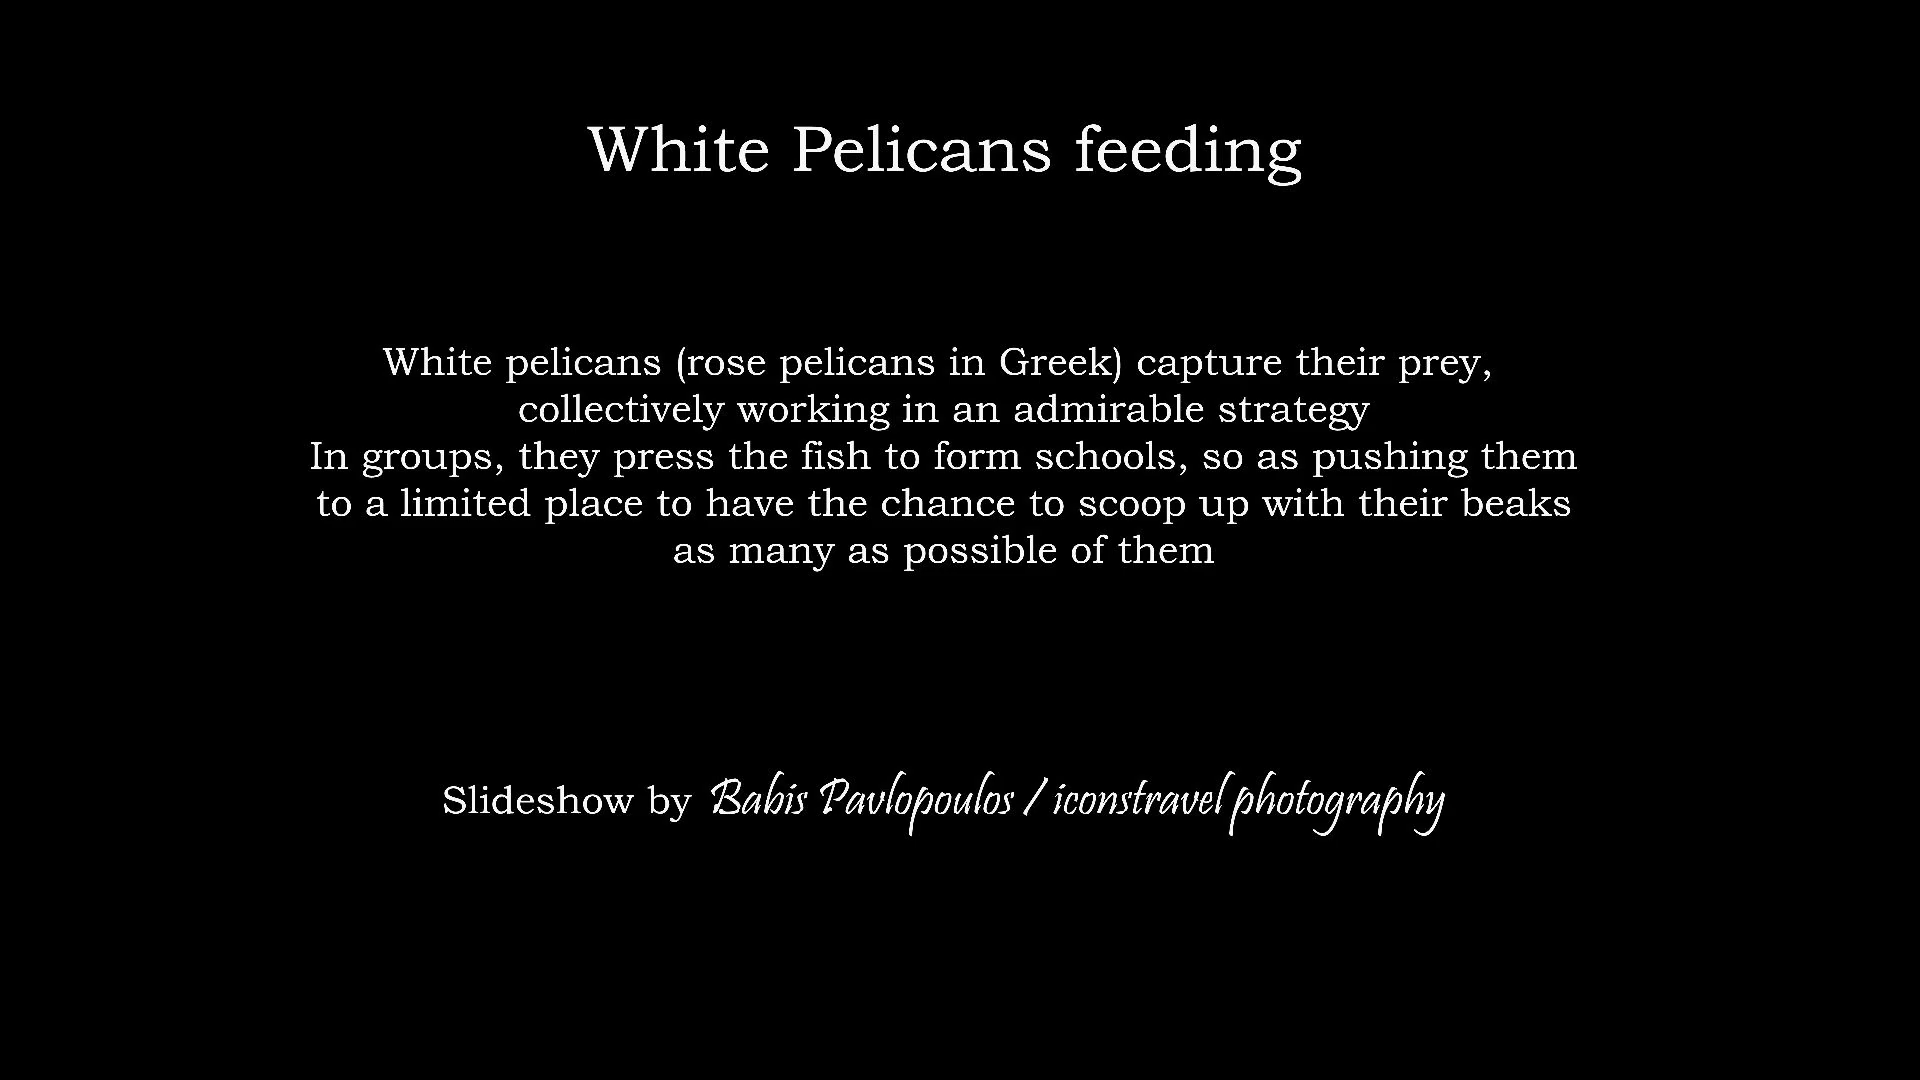 White Pelicans feeding
White pelicans (rose pelicans in Greek) capture their prey,
collectively working in an admirable strategy
In groups, they press the fish to form schools, so as pushing them
to a limited place to have the chance to scoop up with their beaks
as many as possible of them
Slideshow by Babis Pavlopoulos / iconstravel photography